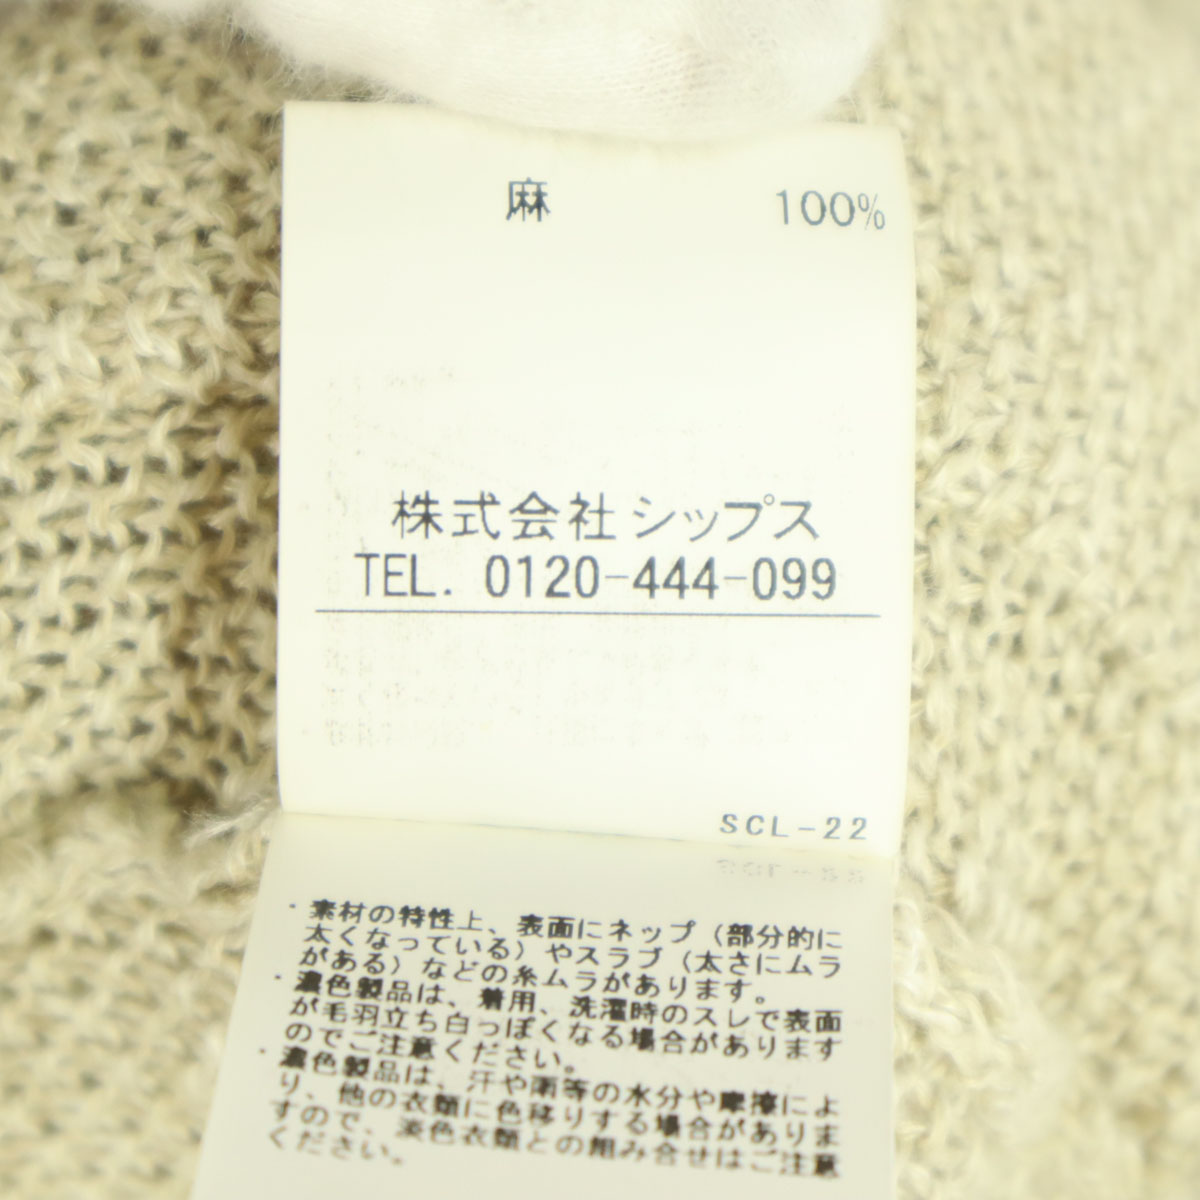 麻 100%
株式会社シップス
TEL. 0120-444-099
SCL-22
・素材の特性上、表面にネップ（部分的に
太くなっている）やスラブ（太さにムラ
がある）などの糸ムラがあります。
・濃色製品は、着用、洗濯時のスレで表面
が毛羽立ち白っぽくなる場合があります
のでご注意ください。
・濃色製品は、汗や雨等の水分や摩擦によ
り、他の衣類に色移りする場合がありま
すので、淡色衣類との組み合せはご注意
ください。